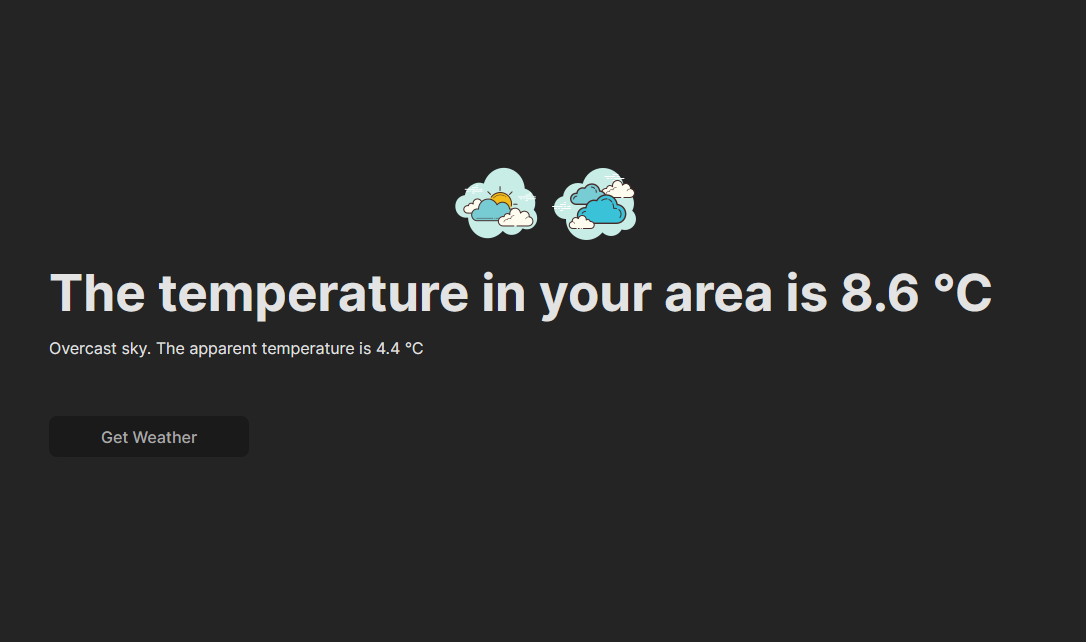 The temperature in your area is 8.6 °C
Overcast sky. The apparent temperature is 4.4 °C
Get Weather